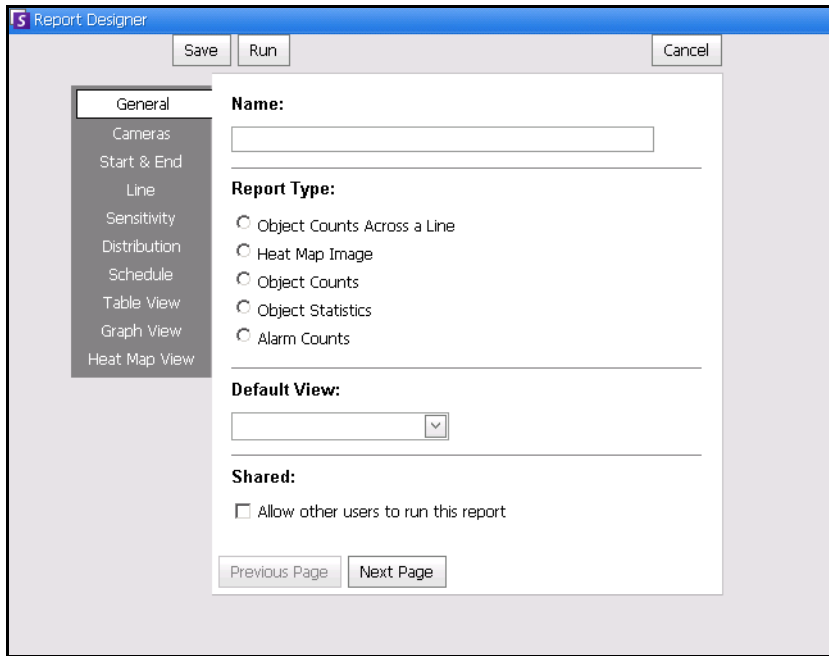 Report Designer
Save Run Cancel
General
Cameras
Start & End
Line
Sensitivity
Distribution
Schedule
Table View
Graph View
Heat Map View
Name:
Report Type:
Object Counts Across a Line
Heat Map Image
Object Counts
Object Statistics
Alarm Counts
Default View:
Shared:
Allow other users to run this report
Previous Page Next Page